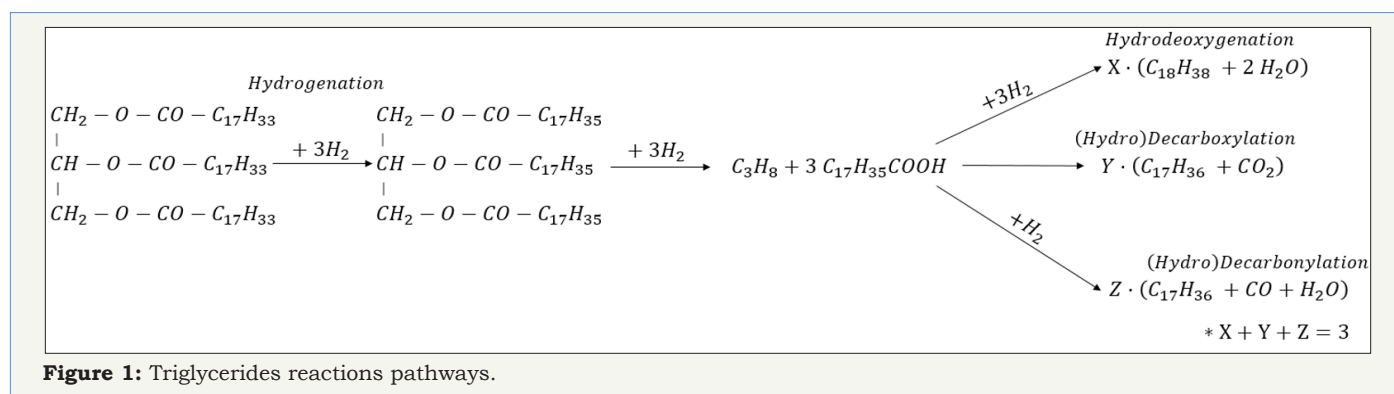 Hydrodeoxygenation
X · (C₁₈H₃₈ + 2 H₂O)
+3H₂
Hydrogenation
CH₂ − O − CO − C₁₇H₃₃
|
CH − O − CO − C₁₇H₃₃
|
CH₂ − O − CO − C₁₇H₃₃
+ 3H₂
CH₂ − O − CO − C₁₇H₃₅
|
CH − O − CO − C₁₇H₃₅
|
CH₂ − O − CO − C₁₇H₃₅
+ 3H₂
C₃H₈ + 3 C₁₇H₃₅COOH
(Hydro)Decarboxylation
Y · (C₁₇H₃₆ + CO₂)
+H₂
(Hydro)Decarbonylation
Z · (C₁₇H₃₆ + CO + H₂O)
* X + Y + Z = 3
Figure 1: Triglycerides reactions pathways.